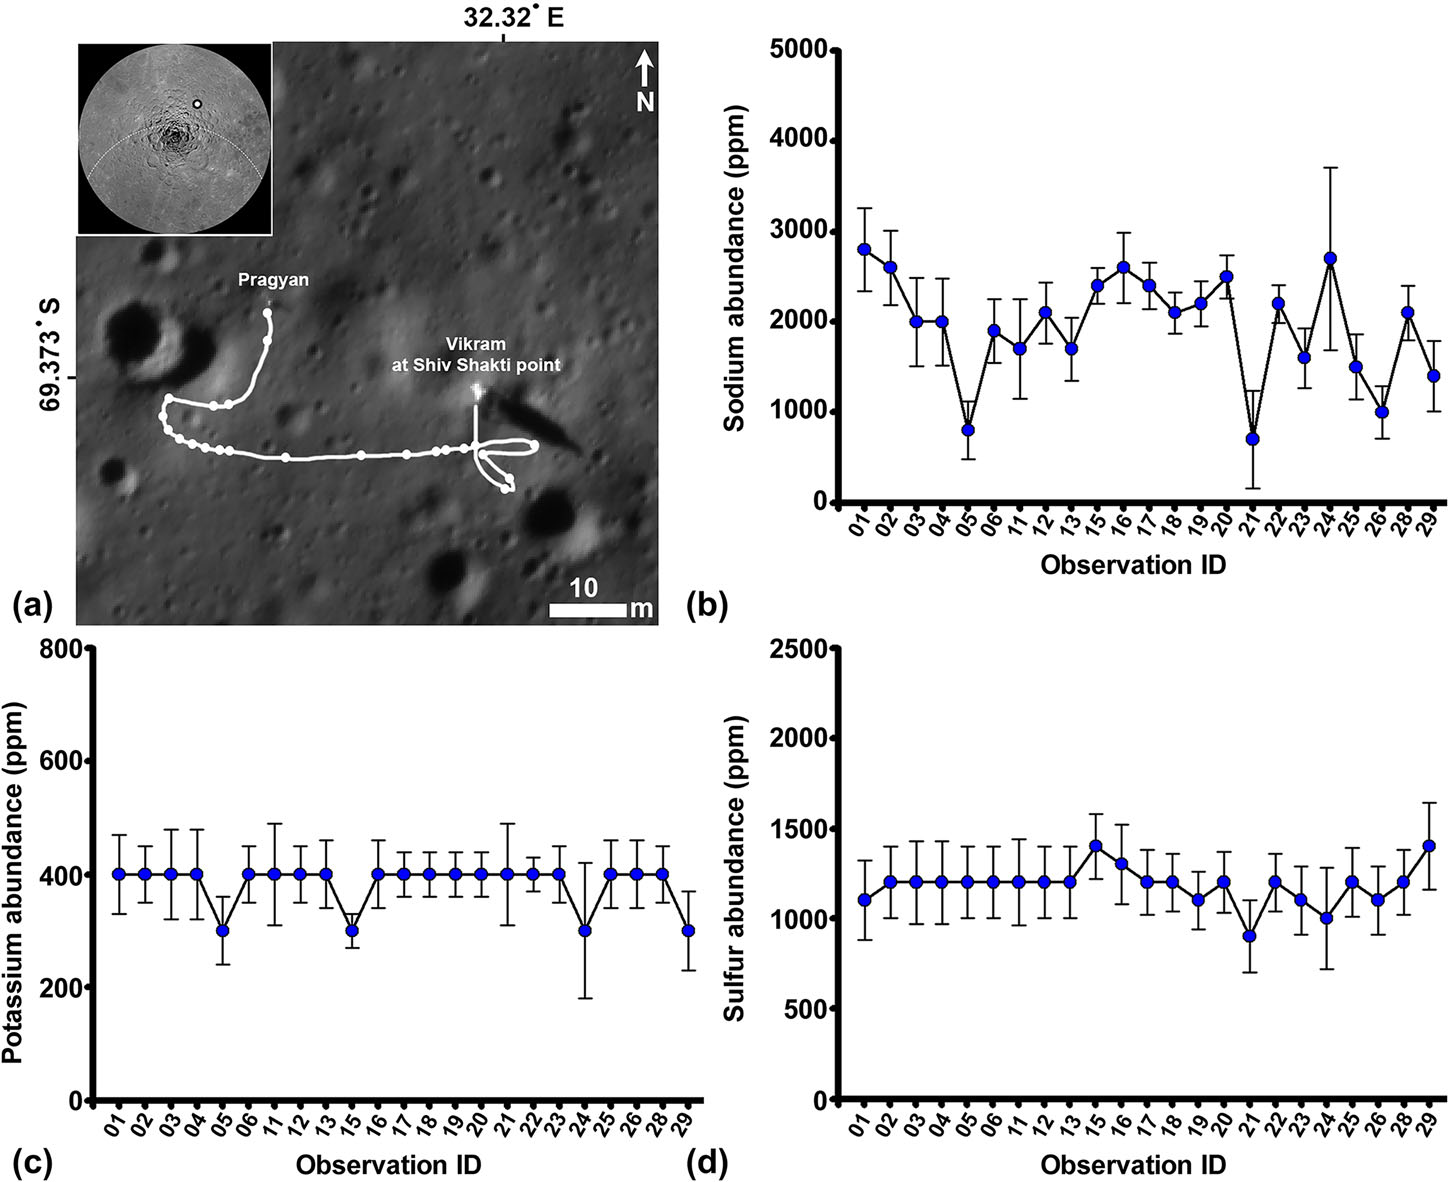 32.32° E
N
Pragyan
Vikram
at Shiv Shakti point
69.373° S
10
m
(a)
5000
4000
3000
2000
1000
0
Sodium abundance (ppm)
01 02 03 04 05 06 11 12 13 15 16 17 18 19 20 21 22 23 24 25 26 28 29
Observation ID
(b)
800
600
400
200
0
Potassium abundance (ppm)
01 02 03 04 05 06 11 12 13 15 16 17 18 19 20 21 22 23 24 25 26 28 29
Observation ID
(c)
2500
2000
1500
1000
500
0
Sulfur abundance (ppm)
01 02 03 04 05 06 11 12 13 15 16 17 18 19 20 21 22 23 24 25 26 28 29
Observation ID
(d)